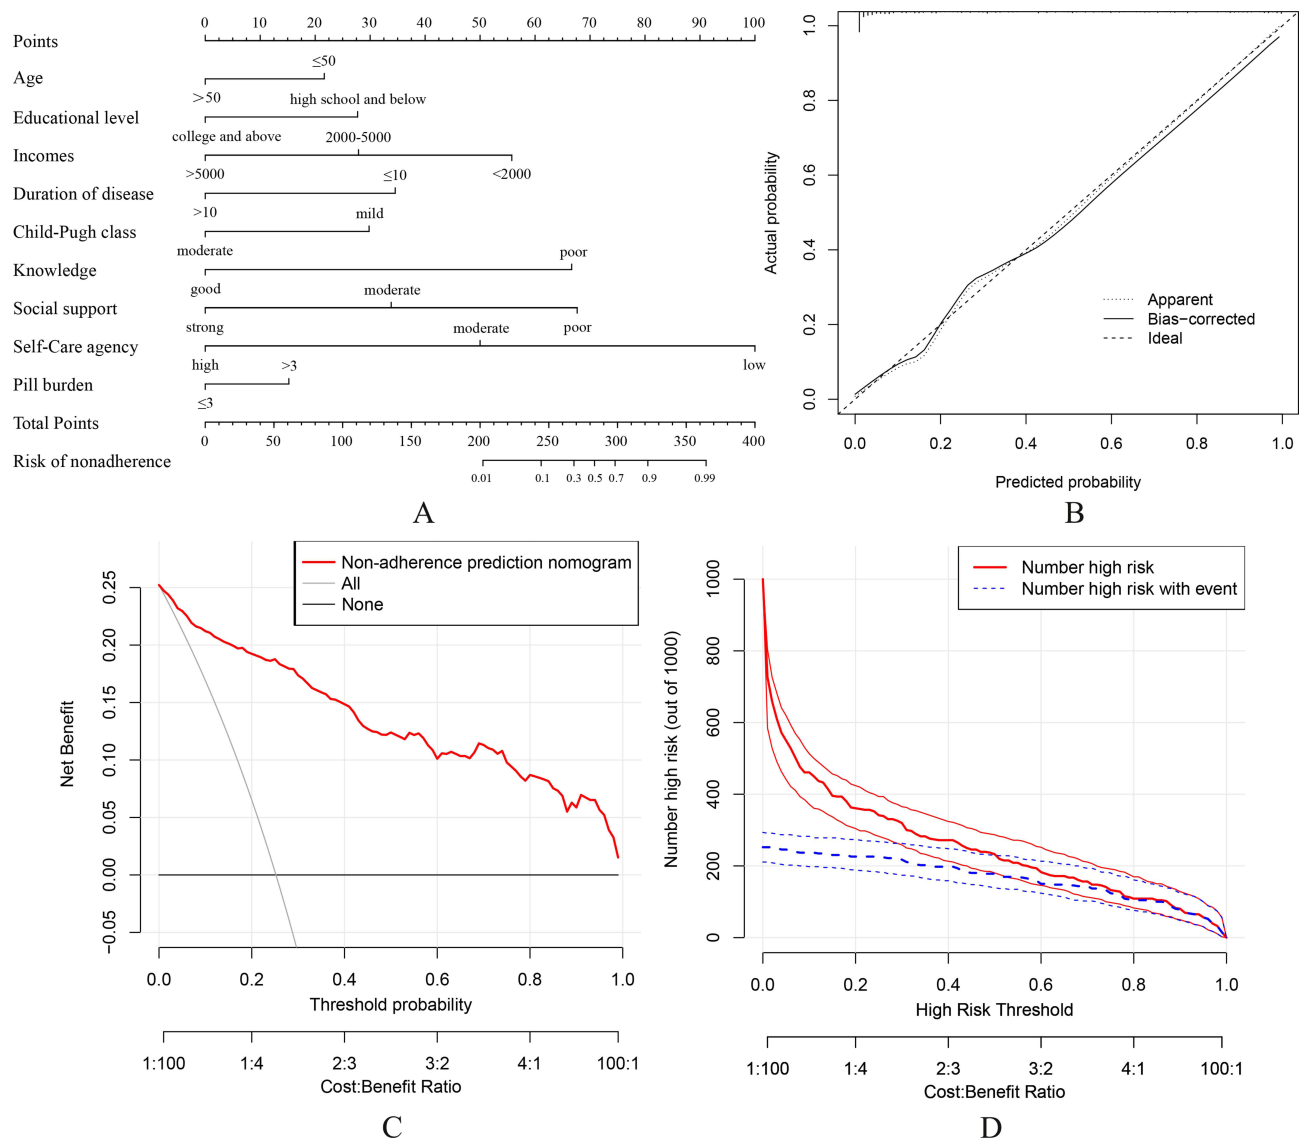 0 10 20 30 40 50 60 70 80 90 100
Points
≤50
Age
>50
high school and below
Educational level
college and above
2000-5000
Incomes
>5000
≤10
<2000
Duration of disease
>10
mild
Child-Pugh class
moderate
poor
Knowledge
good
moderate
Social support
strong
moderate
poor
Self-Care agency
high
>3
low
Pill burden
≤3
Total Points
0 50 100 150 200 250 300 350 400
Risk of nonadherence
0.01 0.1 0.3 0.5 0.7 0.9 0.99
A
Actual probability
1.0
0.8
0.6
0.4
0.2
0.0
Apparent
Bias-corrected
Ideal
0.0 0.2 0.4 0.6 0.8 1.0
Predicted probability
B
Net Benefit
0.25
0.20
0.15
0.10
0.05
0.00
-0.05
Non-adherence prediction nomogram
All
None
0.0 0.2 0.4 0.6 0.8 1.0
Threshold probability
1:100 1:4 2:3 3:2 4:1 100:1
Cost:Benefit Ratio
C
Number high risk (out of 1000)
1000
800
600
400
200
0
Number high risk
Number high risk with event
0.0 0.2 0.4 0.6 0.8 1.0
High Risk Threshold
1:100 1:4 2:3 3:2 4:1 100:1
Cost:Benefit Ratio
D